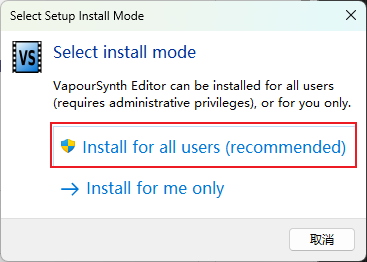 Select Setup Install Mode
VS
Select install mode
VapourSynth Editor can be installed for all users
(requires administrative privileges), or for you only.
Install for all users (recommended)
Install for me only
取消